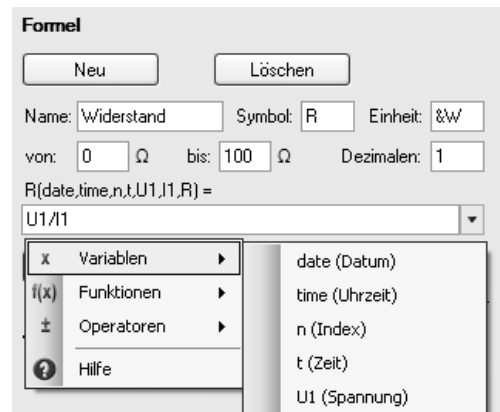 Formel
Neu Löschen
Name: Widerstand Symbol: R Einheit: &W
von: 0 Ω bis: 100 Ω Dezimalen: 1
R(date,time,n,t,U1,I1,R) =
U1/I1
x Variablen
f(x) Funktionen
± Operatoren
? Hilfe
date (Datum)
time (Uhrzeit)
n (Index)
t (Zeit)
U1 (Spannung)